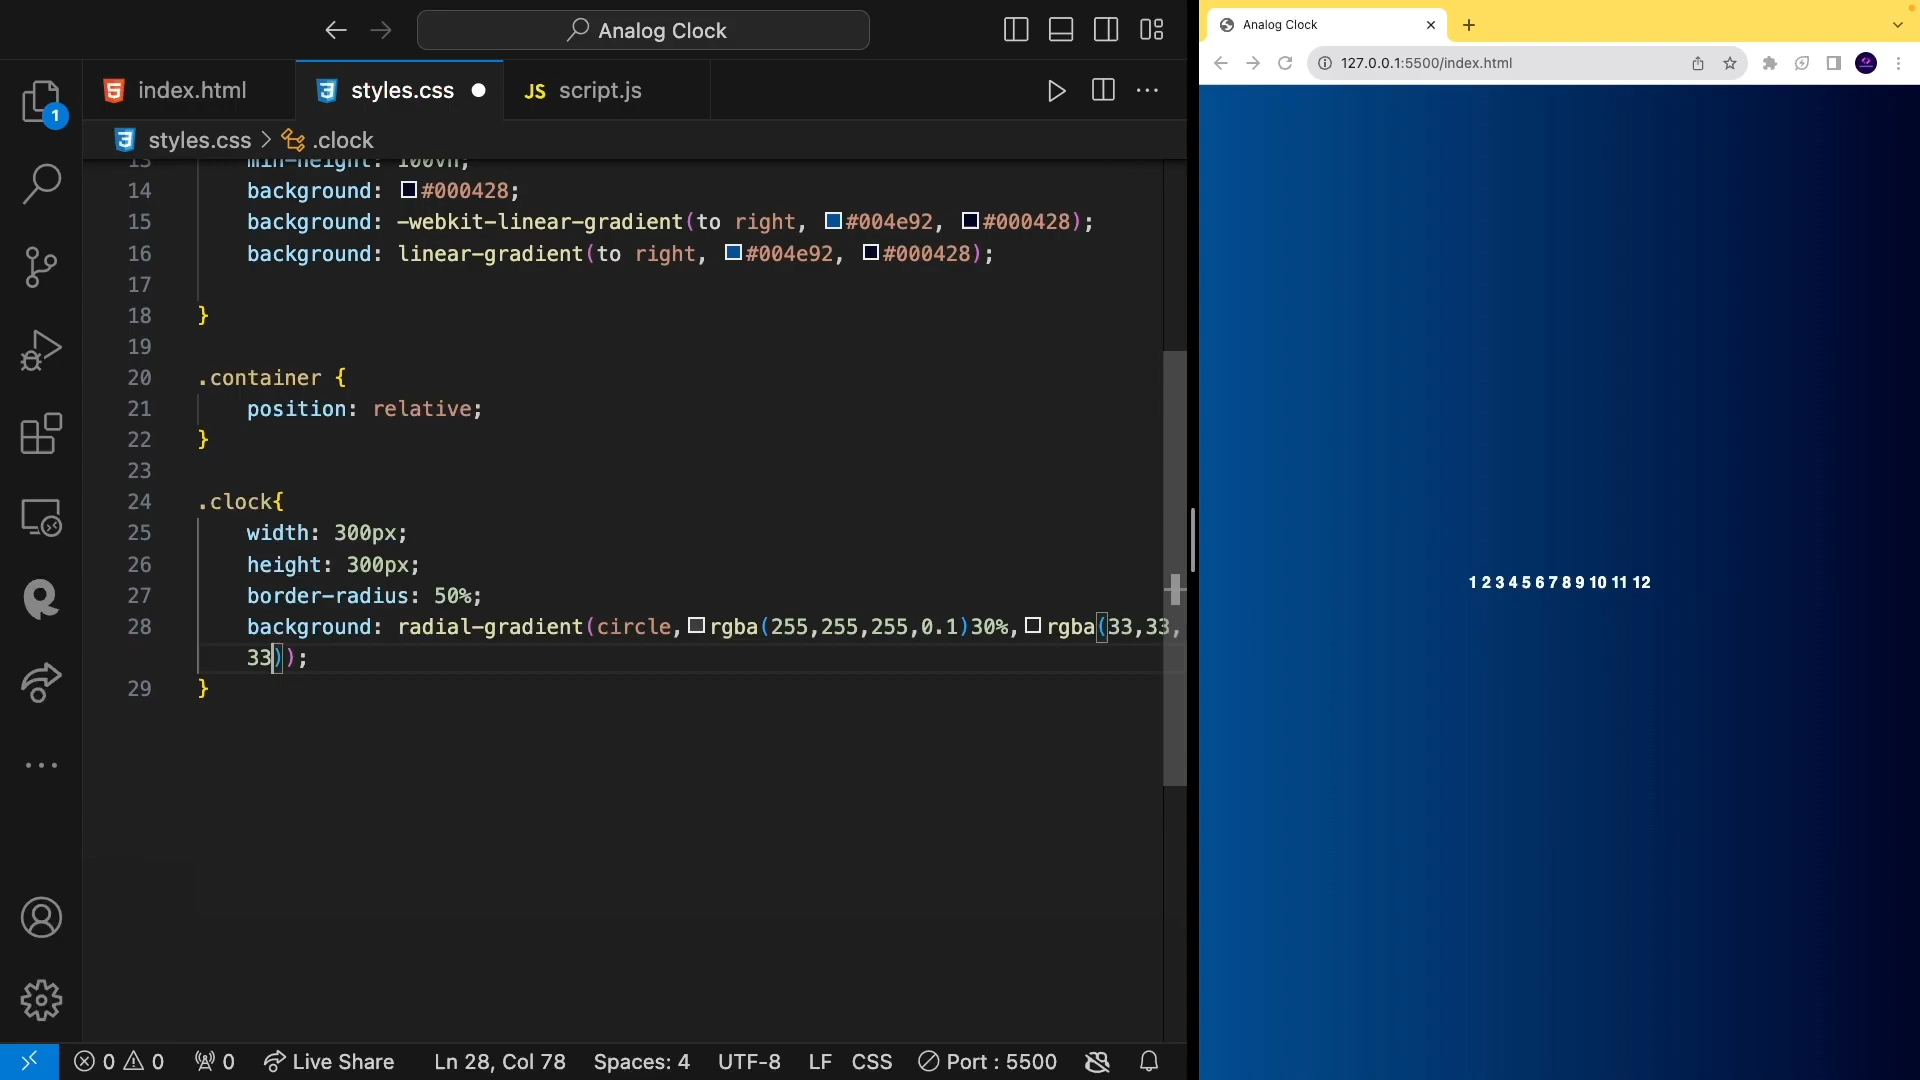 Analog Clock
index.html
styles.css
JS script.js
1
styles.css > .clock
13 min-height: 100vh;
14 background: #000428;
15 background: -webkit-linear-gradient(to right, #004e92, #000428);
16 background: linear-gradient(to right, #004e92, #000428);
17
18 }
19
20 .container {
21 position: relative;
22 }
23
24 .clock{
25 width: 300px;
26 height: 300px;
27 border-radius: 50%;
28 background: radial-gradient(circle,rgba(255,255,255,0.1)30%,rgba(33,33,
33));
29 }
0 0 0 Live Share Ln 28, Col 78 Spaces: 4 UTF-8 LF CSS Port : 5500
Analog Clock
127.0.0.1:5500/index.html
1 2 3 4 5 6 7 8 9 10 11 12